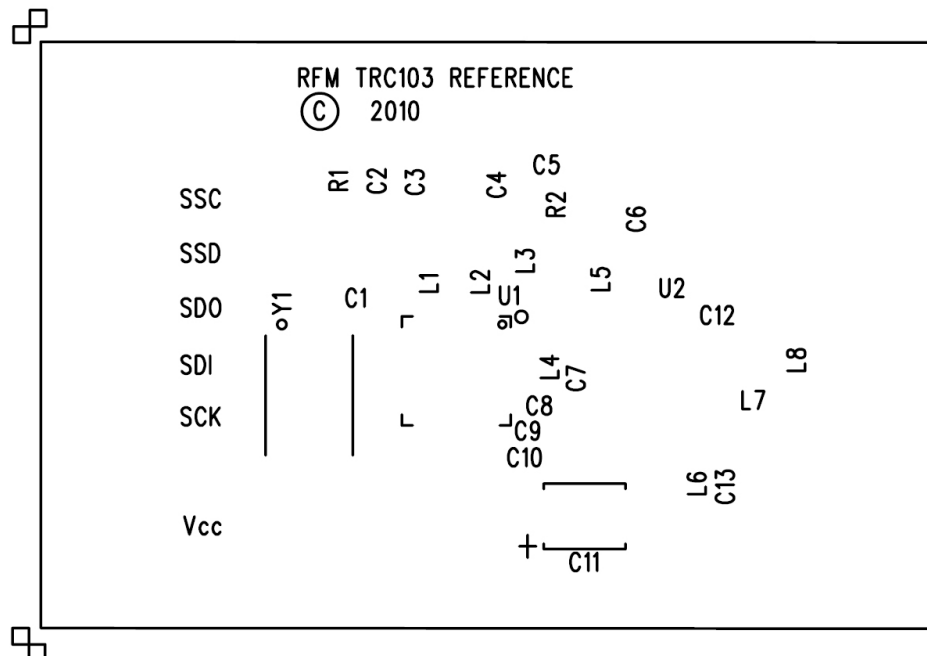 RFM TRC103 REFERENCE
© 2010
C5
R1 C2 C3 C4
SSC
R2 C6
SSD
L3
L1 L2 L5
U2
Y1 C1 U1
SDO
C12
SDI
L4 C7
L8
L7
C8
SCK
C9
C10
L6 C13
Vcc
+
C11